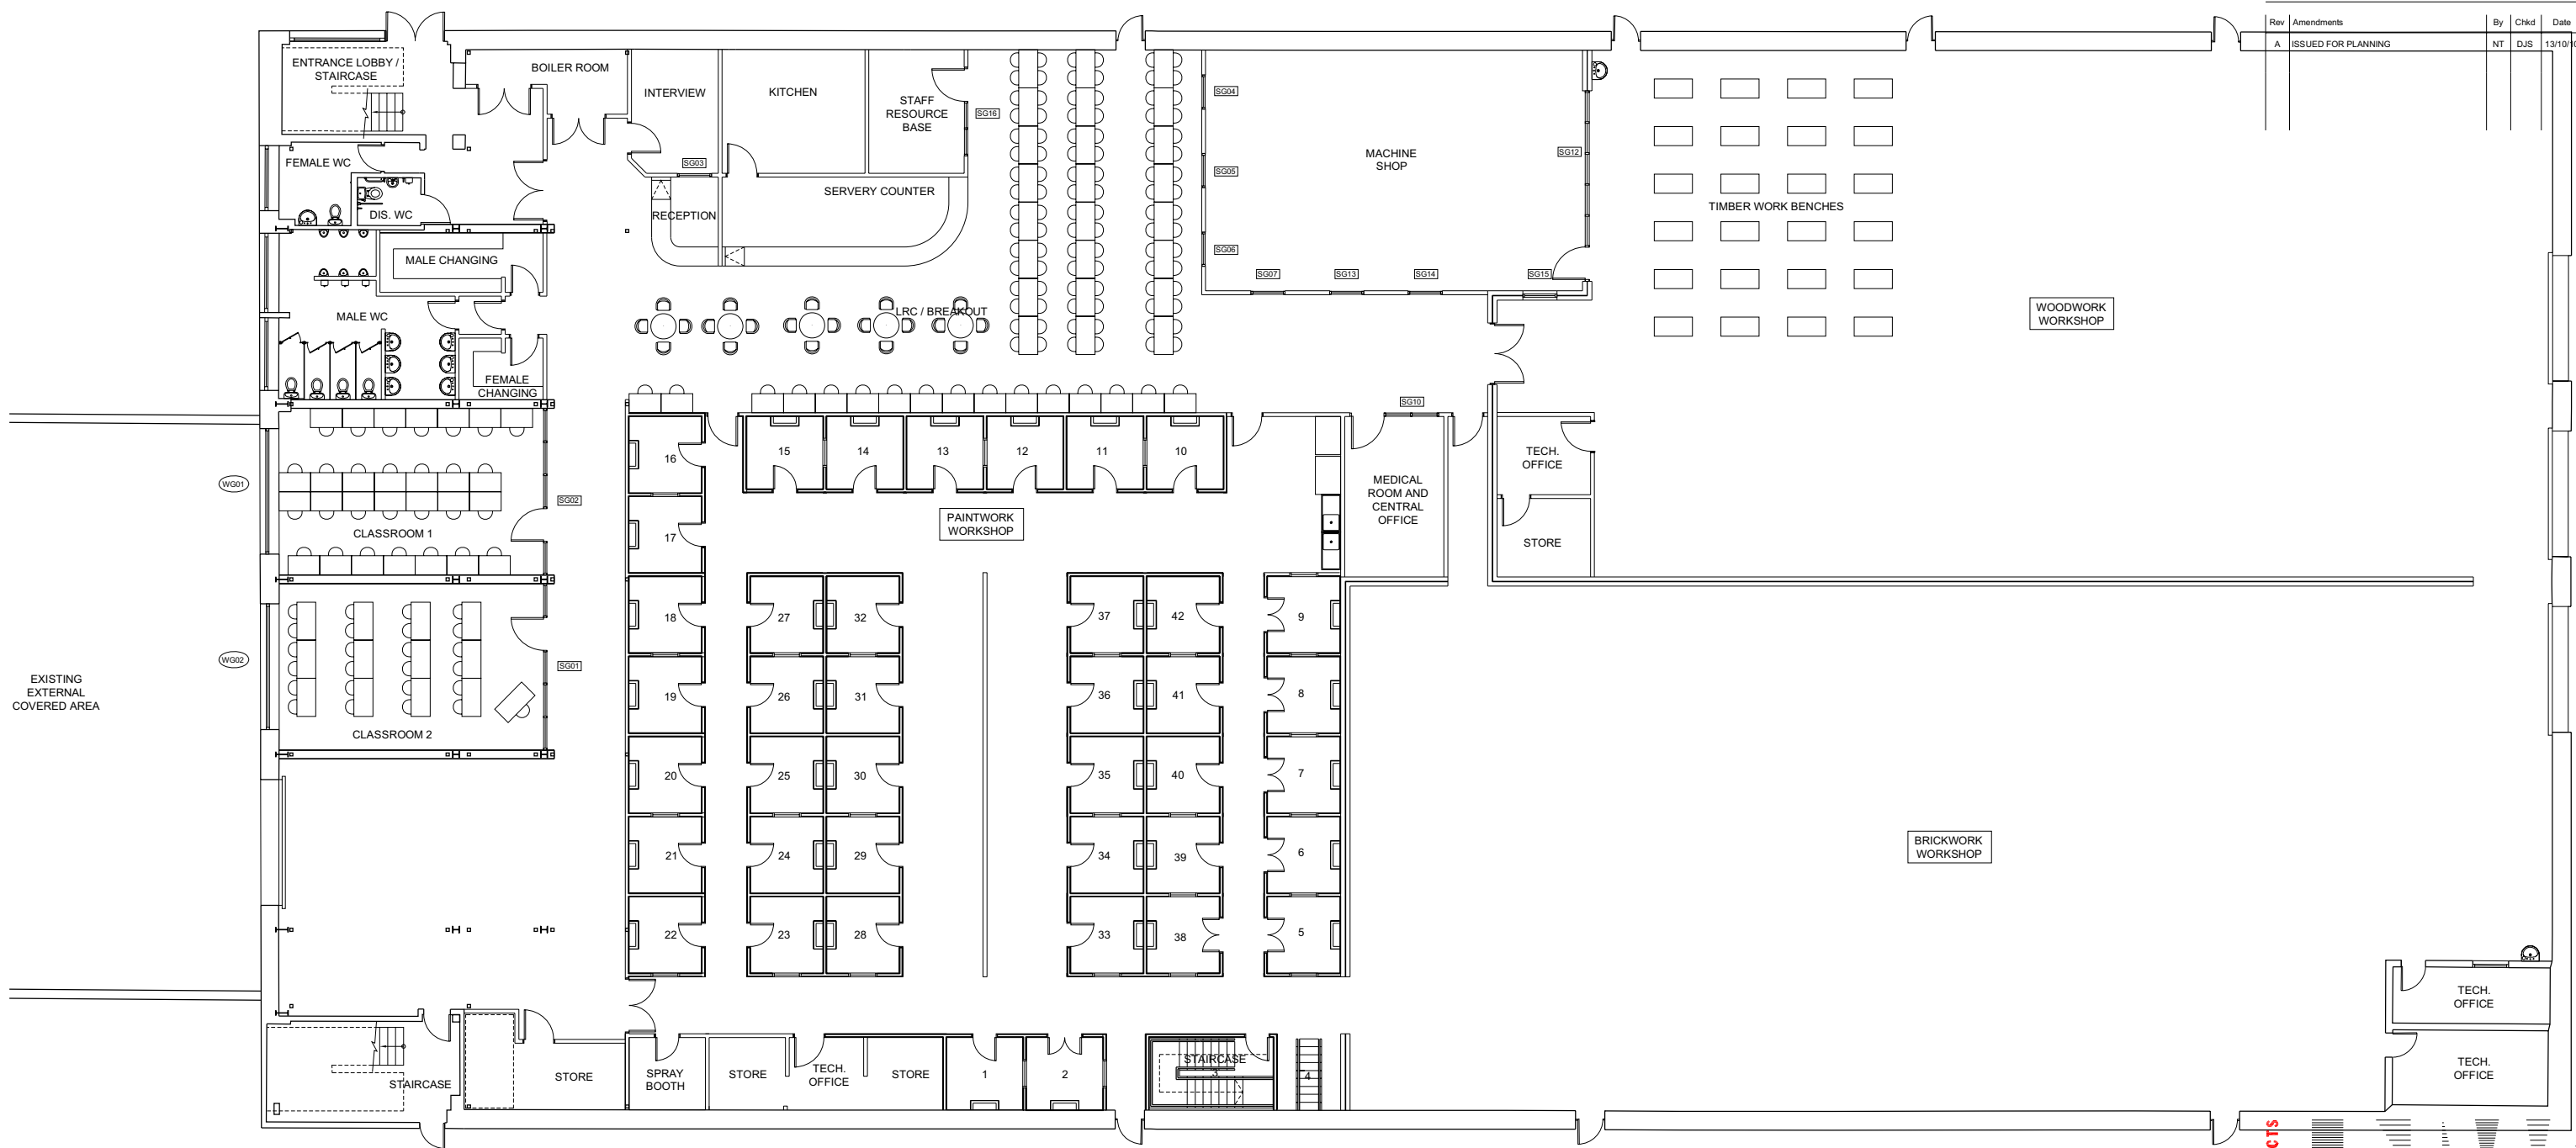 Rev Amendments By Chkd Date
A ISSUED FOR PLANNING NT DJS 13/10/10
ENTRANCE LOBBY /
STAIRCASE
BOILER ROOM
INTERVIEW
KITCHEN
STAFF
RESOURCE
BASE
SG16
SG04
SG05
SG06
SG07
SG13
SG14
SG15
SG12
MACHINE
SHOP
TIMBER WORK BENCHES
FEMALE WC
DIS. WC
SG03
RECEPTION
SERVERY COUNTER
MALE CHANGING
MALE WC
FEMALE
CHANGING
LRC / BREAKOUT
WOODWORK
WORKSHOP
SG10
WG01
SG02
CLASSROOM 1
WG02
SG01
CLASSROOM 2
EXISTING
EXTERNAL
COVERED AREA
16
15
14
13
12
11
10
17
PAINTWORK
WORKSHOP
MEDICAL
ROOM AND
CENTRAL
OFFICE
TECH.
OFFICE
STORE
18
27
32
37
42
9
19
26
31
36
41
8
20
25
30
35
40
7
21
24
29
34
39
6
22
23
28
33
38
5
BRICKWORK
WORKSHOP
STAIRCASE
STORE
SPRAY
BOOTH
STORE
TECH.
OFFICE
STORE
1
2
STAIRCASE
3
4
TECH.
OFFICE
TECH.
OFFICE
CTS